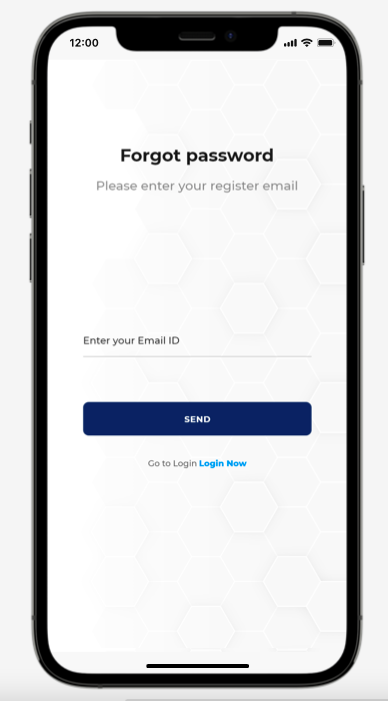 12:00
Forgot password
Please enter your register email
Enter your Email ID
SEND
Go to Login Login Now